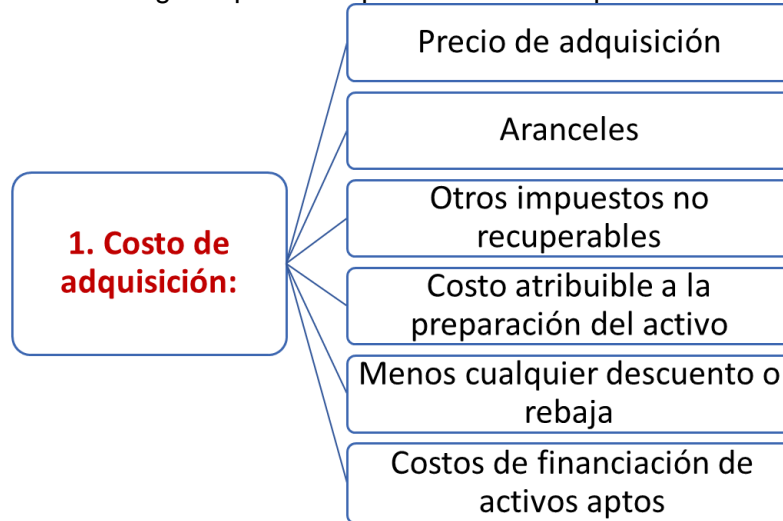 Precio de adquisición
Aranceles
Otros impuestos no
recuperables
1. Costo de
adquisición:
Costo atribuible a la
preparación del activo
Menos cualquier descuento o
rebaja
Costos de financiación de
activos aptos